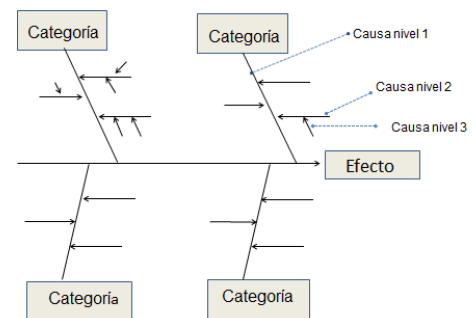 Categoría
Categoría
Causa nivel 1
Causa nivel 2
Causa nivel 3
Efecto
Categoría
Categoría